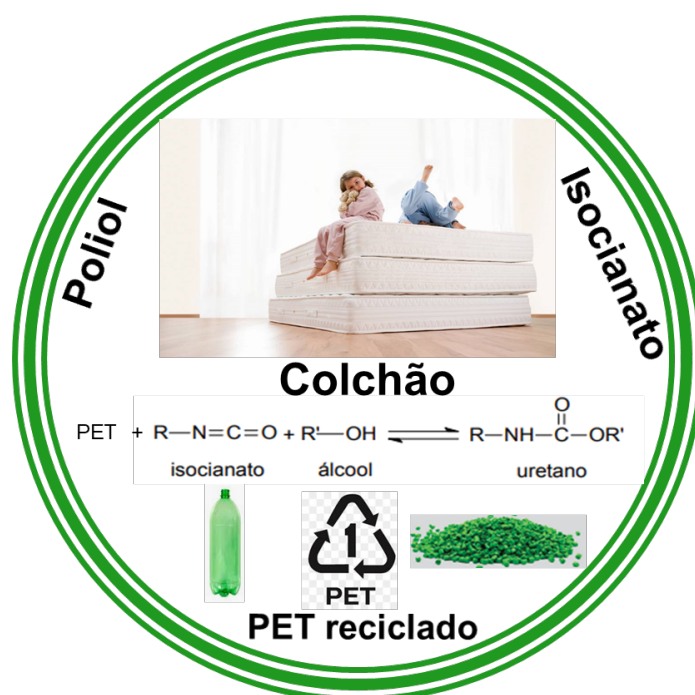 Poliol
Isocianato
Colchão
O
PET + R—N=C=O + R'—OH ⇌ R—NH—C—OR'
isocianato álcool uretano
1
PET
PET reciclado